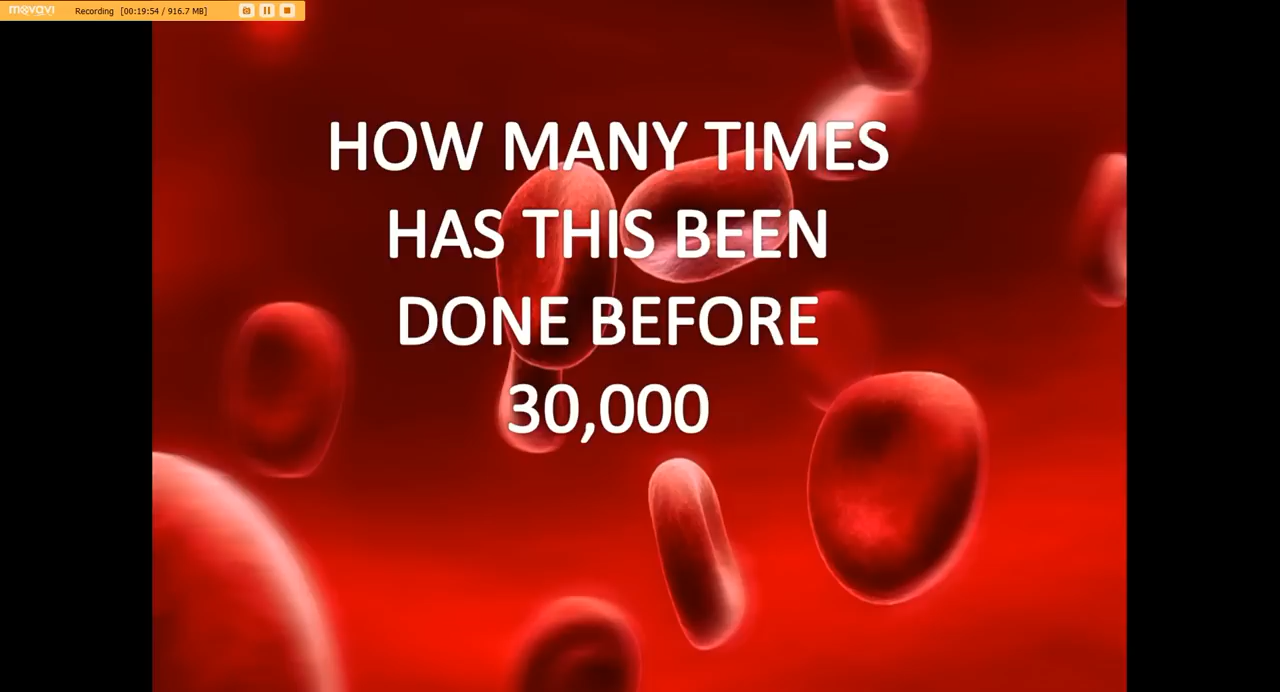 movavi Recording [00:19:54 / 916.7 MB]
HOW MANY TIMES
HAS THIS BEEN
DONE BEFORE
30,000